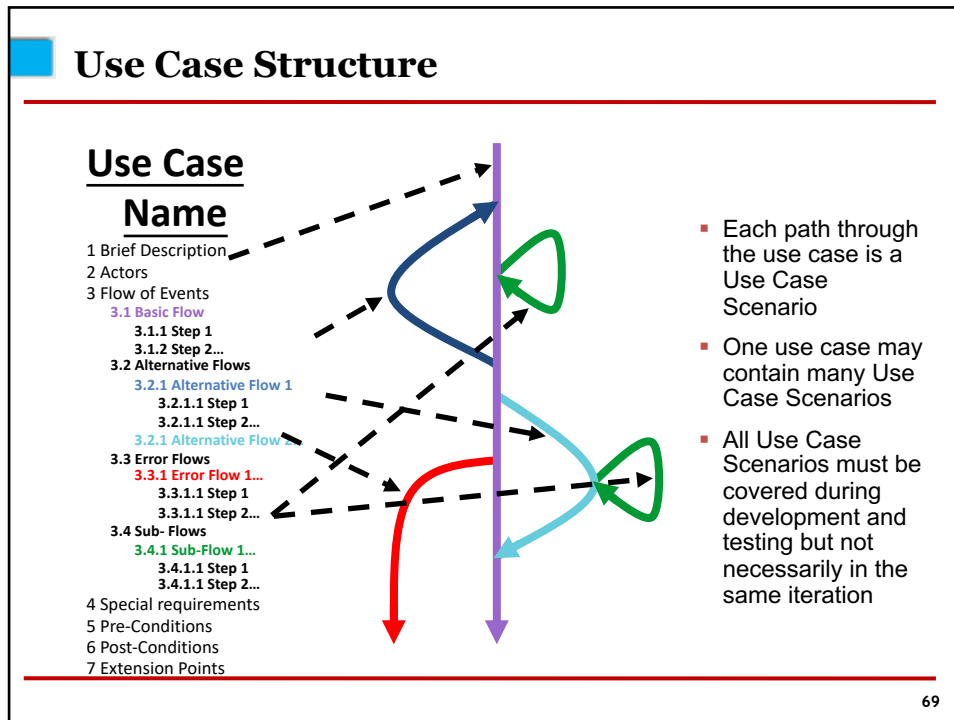 Use Case Structure
Use Case
Name
1 Brief Description
2 Actors
3 Flow of Events
3.1 Basic Flow
3.1.1 Step 1
3.1.2 Step 2…
3.2 Alternative Flows
3.2.1 Alternative Flow 1
3.2.1.1 Step 1
3.2.1.1 Step 2…
3.2.1 Alternative Flow 2…
3.3 Error Flows
3.3.1 Error Flow 1…
3.3.1.1 Step 1
3.3.1.1 Step 2…
3.4 Sub- Flows
3.4.1 Sub-Flow 1…
3.4.1.1 Step 1
3.4.1.1 Step 2…
4 Special requirements
5 Pre-Conditions
6 Post-Conditions
7 Extension Points
▪ Each path through
the use case is a
Use Case
Scenario
▪ One use case may
contain many Use
Case Scenarios
▪ All Use Case
Scenarios must be
covered during
development and
testing but not
necessarily in the
same iteration
69